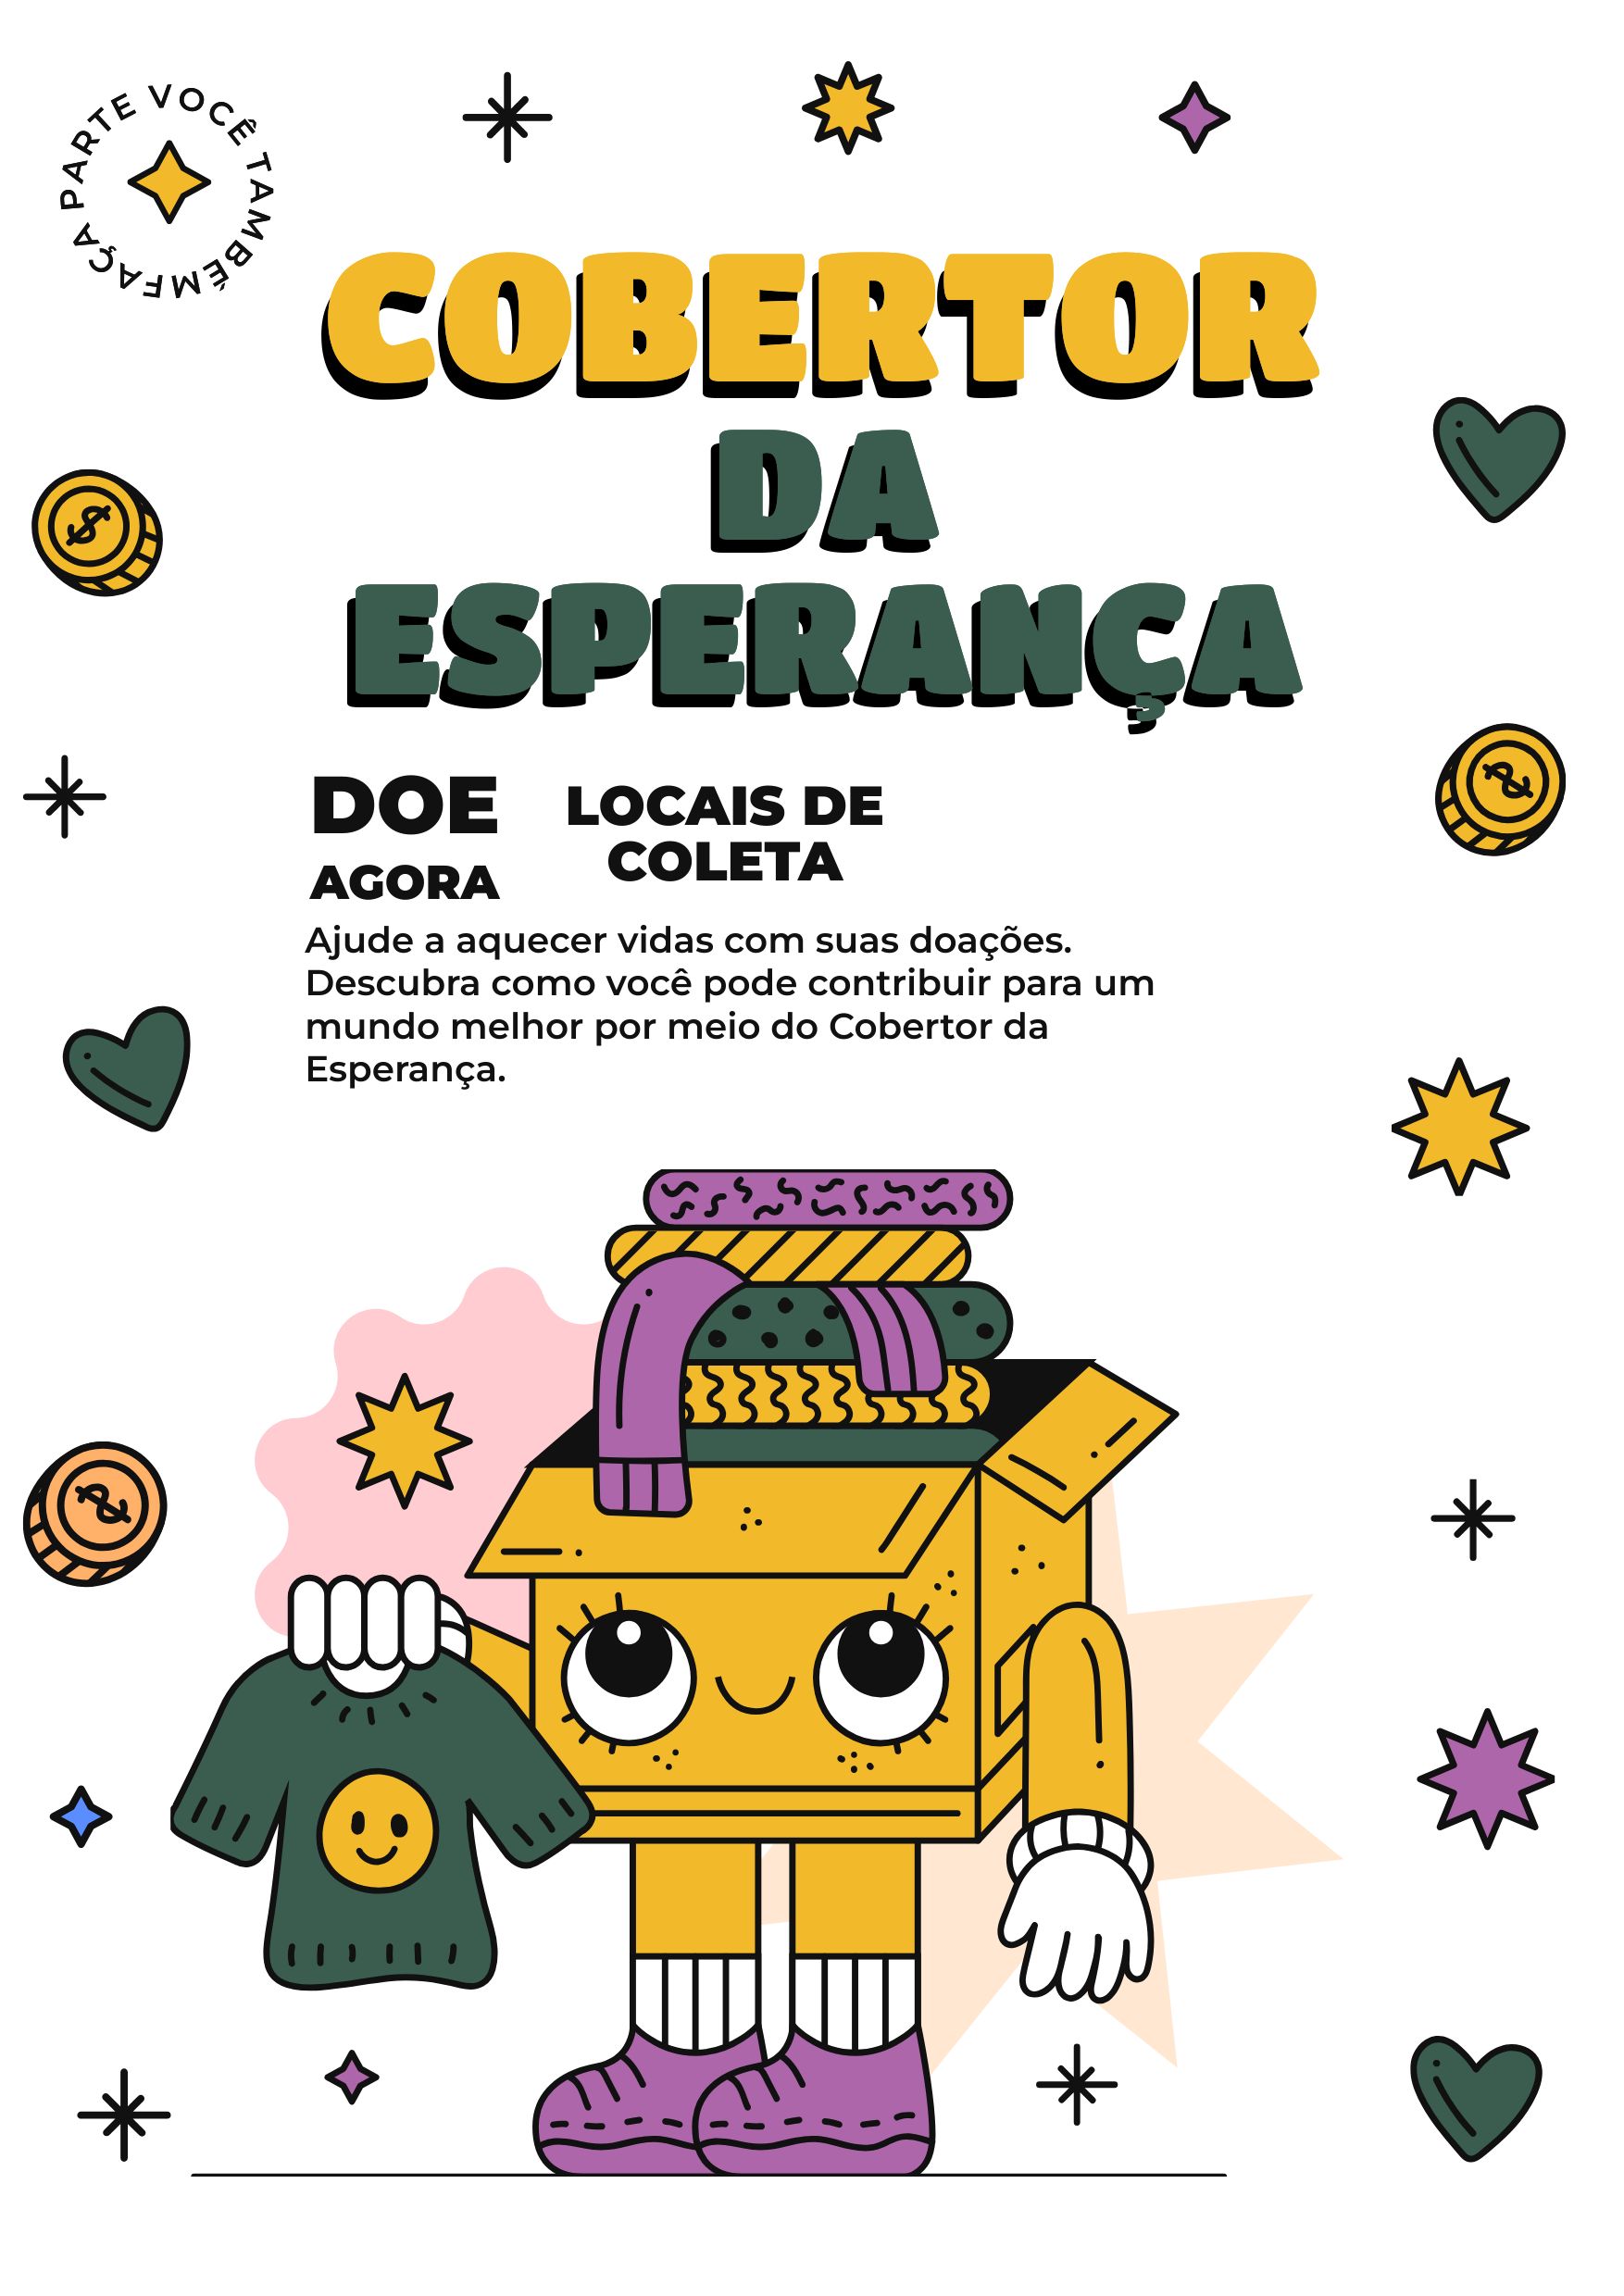 VOCÊ TAMBÉM FAÇA PARTE
COBERTOR
DA
ESPERANÇA
DOE
AGORA
LOCAIS DE
COLETA
Ajude a aquecer vidas com suas doações.
Descubra como você pode contribuir para um
mundo melhor por meio do Cobertor da
Esperança.